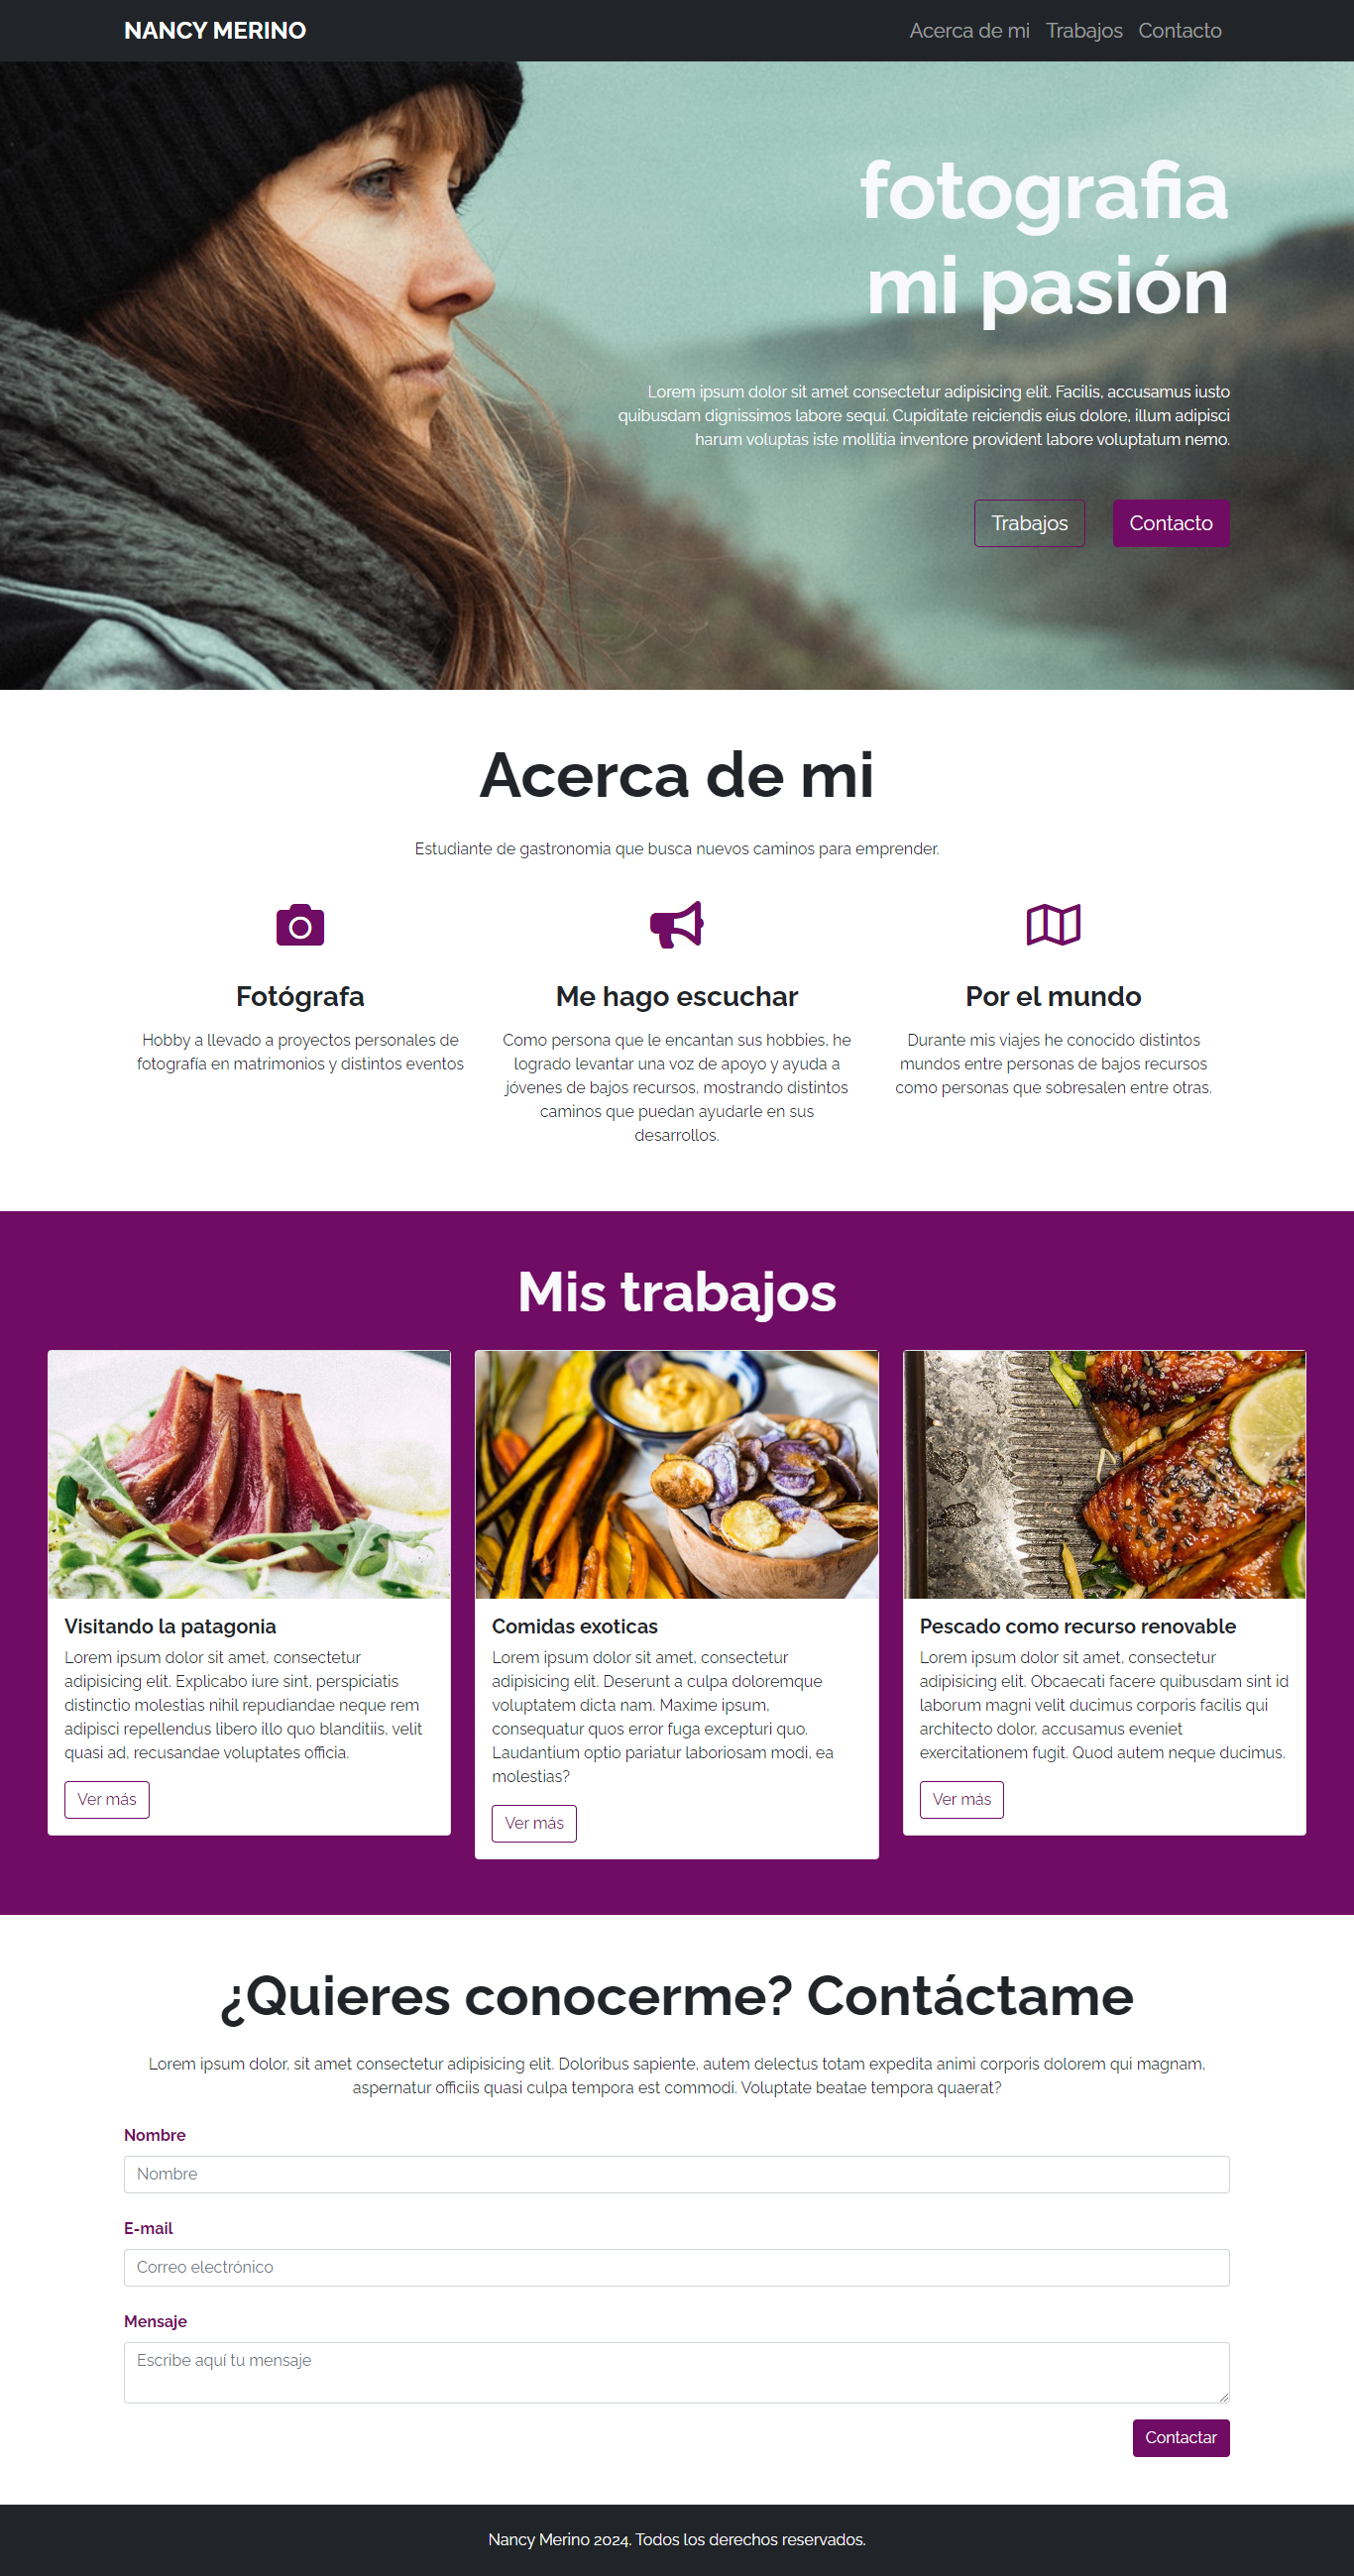 NANCY MERINO
Acerca de mi Trabajos Contacto
fotografia
mi pasión
Lorem ipsum dolor sit amet consectetur adipisicing elit. Facilis, accusamus iusto
quibusdam dignissimos labore sequi. Cupiditate reiciendis eius dolore, illum adipisci
harum voluptas iste mollitia inventore provident labore voluptatum nemo.
Trabajos Contacto
Acerca de mi
Estudiante de gastronomia que busca nuevos caminos para emprender.
Fotógrafa
Hobby a llevado a proyectos personales de
fotografía en matrimonios y distintos eventos
Me hago escuchar
Como persona que le encantan sus hobbies, he
logrado levantar una voz de apoyo y ayuda a
jóvenes de bajos recursos, mostrando distintos
caminos que puedan ayudarle en sus
desarrollos.
Por el mundo
Durante mis viajes he conocido distintos
mundos entre personas de bajos recursos
como personas que sobresalen entre otras.
Mis trabajos
Visitando la patagonia
Lorem ipsum dolor sit amet, consectetur
adipisicing elit. Explicabo iure sint, perspiciatis
distinctio molestias nihil repudiandae neque rem
adipisci repellendus libero illo quo blanditiis, velit
quasi ad, recusandae voluptates officia.
Ver más
Comidas exoticas
Lorem ipsum dolor sit amet, consectetur
adipisicing elit. Deserunt a culpa doloremque
voluptatem dicta nam. Maxime ipsum,
consequatur quos error fuga excepturi quo.
Laudantium optio pariatur laboriosam modi, ea
molestias?
Ver más
Pescado como recurso renovable
Lorem ipsum dolor sit amet, consectetur
adipisicing elit. Obcaecati facere quibusdam sint id
laborum magni velit ducimus corporis facilis qui
architecto dolor, accusamus eveniet
exercitationem fugit. Quod autem neque ducimus.
Ver más
¿Quieres conocerme? Contáctame
Lorem ipsum dolor, sit amet consectetur adipisicing elit. Doloribus sapiente, autem delectus totam expedita animi corporis dolorem qui magnam,
aspernatur officiis quasi culpa tempora est commodi. Voluptate beatae tempora quaerat?
Nombre
Nombre
E-mail
Correo electrónico
Mensaje
Escribe aquí tu mensaje
Contactar
Nancy Merino 2024. Todos los derechos reservados.